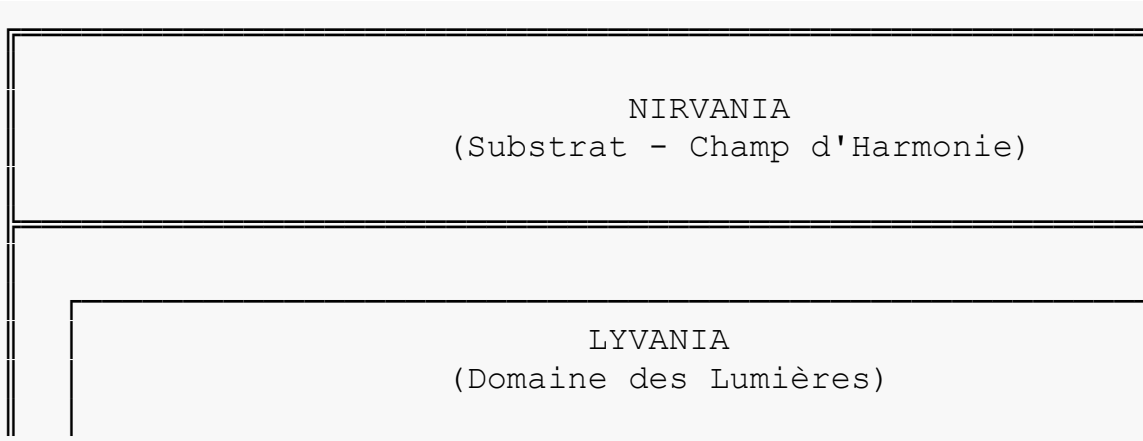 NIRVANIA
(Substrat - Champ d'Harmonie)
LYVANIA
(Domaine des Lumières)